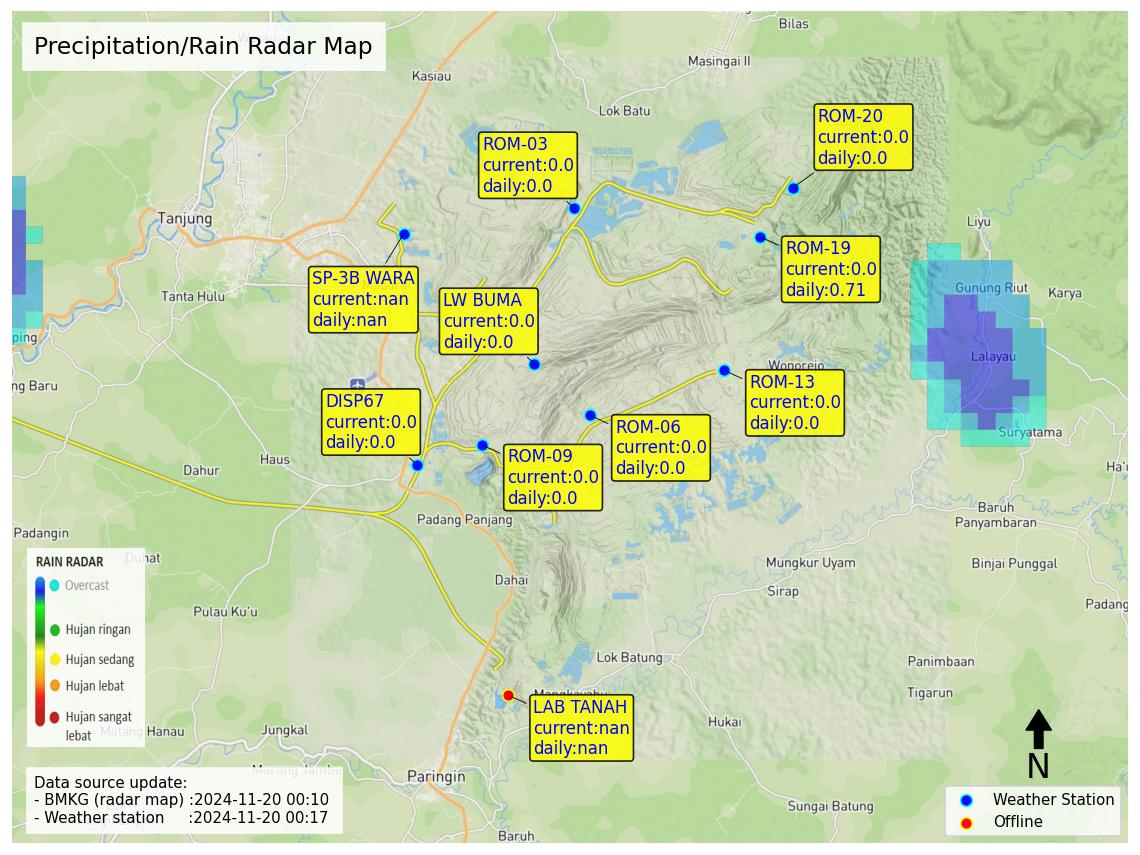 Precipitation/Rain Radar Map
Bilas
Masingai II
Kasiau
Lok Batu
ROM-20
current:0.0
daily:0.0
ROM-03
current:0.0
daily:0.0
Tanjung
Liyu
ROM-19
current:0.0
daily:0.71
SP-3B WARA
current:nan
daily:nan
Tanta Hulu
LW BUMA
current:0.0
daily:0.0
Gunung Riut
Karya
ping
Lalayau
Wonorejo
ng Baru
ROM-13
current:0.0
daily:0.0
DISP67
current:0.0
daily:0.0
ROM-06
current:0.0
daily:0.0
Suryatama
ROM-09
current:0.0
daily:0.0
Haus
Dahur
Ha'u
Padang Panjang
Baruh
Panyambaran
Padangin
Duhat
Mungkur Uyam
Binjai Punggal
Dahai
Sirap
Padang
Pulau Ku'u
RAIN RADAR
Overcast
Hujan ringan
Hujan sedang
Hujan lebat
Hujan sangat
lebat
Lok Batung
Panimbaan
Tigarun
LAB TANAH
current:nan
daily:nan
Hukai
Matang Hanau
Jungkal
Paringin
Sungai Batung
Baruh
Data source update:
- BMKG (radar map) :2024-11-20 00:10
- Weather station :2024-11-20 00:17
N
Weather Station
Offline